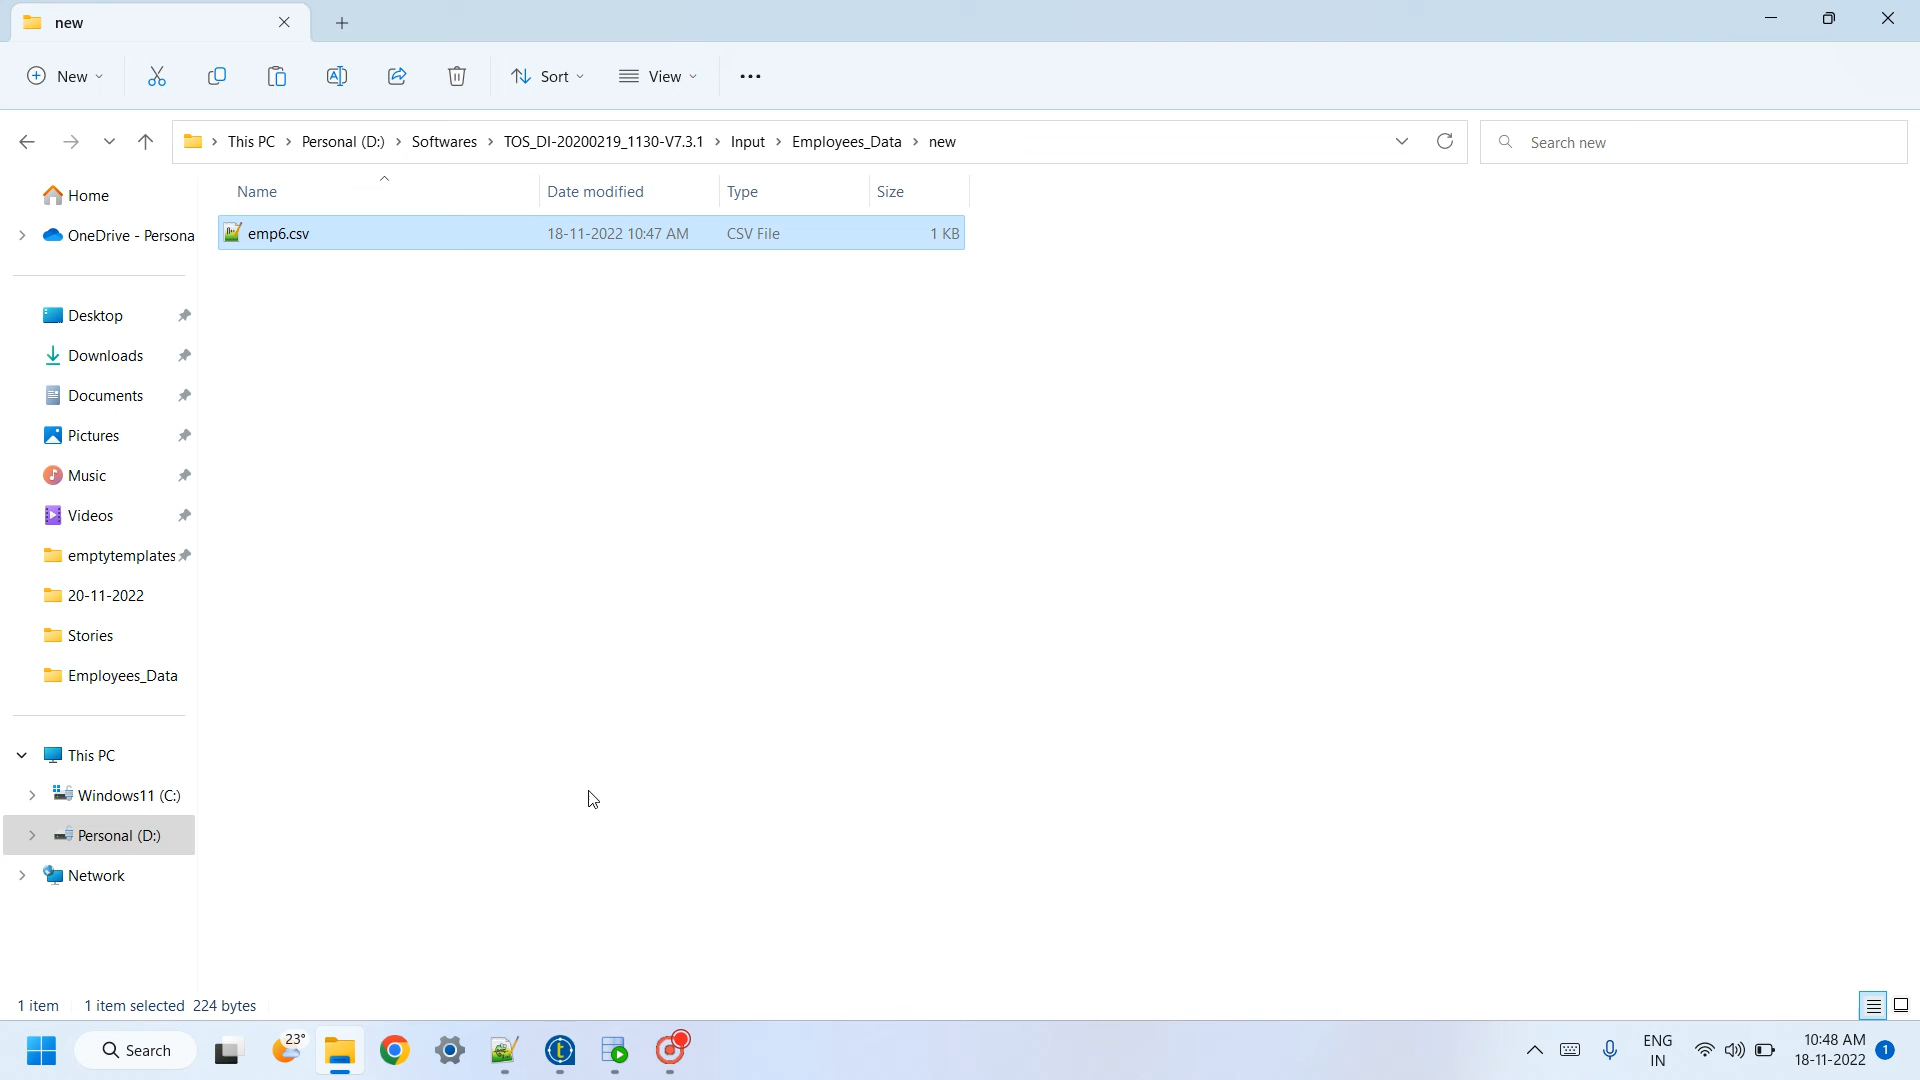 new
New
Sort
View
This PC > Personal (D:) > Softwares > TOS_DI-20200219_1130-V7.3.1 > Input > Employees_Data > new
Search new
Name
Date modified
Type
Size
emp6.csv
18-11-2022 10:47 AM
CSV File
1 KB
Home
OneDrive - Persona
Desktop
Downloads
Documents
Pictures
Music
Videos
emptytemplates
20-11-2022
Stories
Employees_Data
This PC
Windows11 (C:)
Personal (D:)
Network
1 item
1 item selected 224 bytes
Search
23°
ENG
IN
10:48 AM
18-11-2022
1